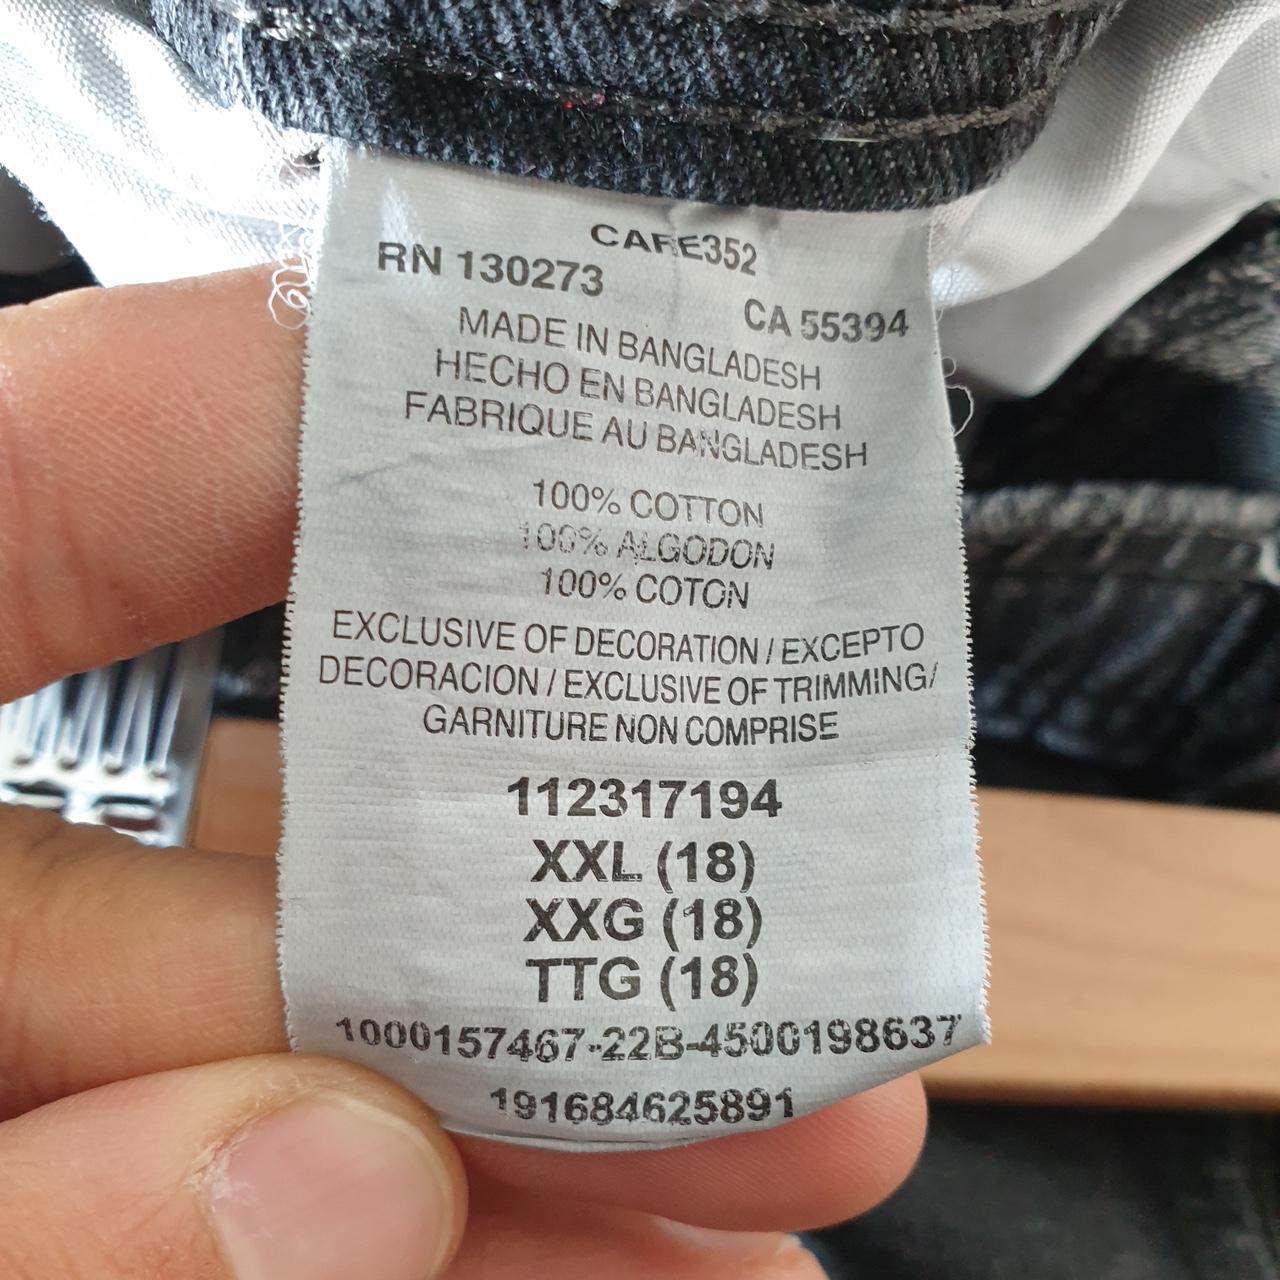 CARE352
RN 130273
CA 55394
MADE IN BANGLADESH
HECHO EN BANGLADESH
FABRIQUE AU BANGLADESH
100% COTTON
100% ALGODON
100% COTON
EXCLUSIVE OF DECORATION / EXCEPTO
DECORACION / EXCLUSIVE OF TRIMMING/
GARNITURE NON COMPRISE
112317194
XXL (18)
XXG (18)
TTG (18)
1000157467-22B-4500198637
191684625891